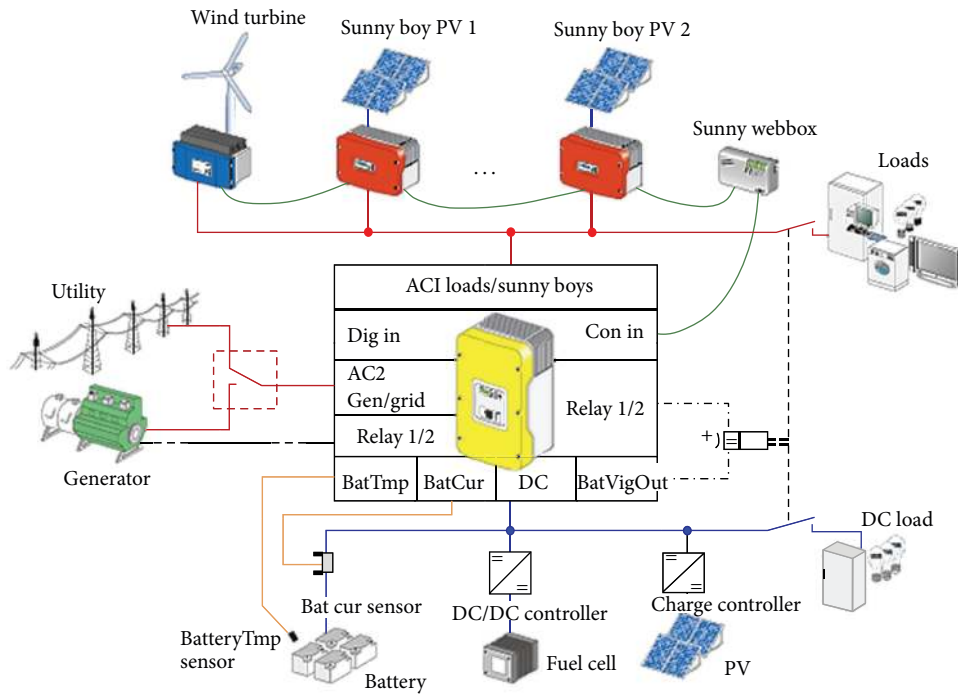 Wind turbine
Sunny boy PV 1
Sunny boy PV 2
Sunny webbox
Loads
...
ACI loads/sunny boys
Utility
Dig in
Con in
AC2
Gen/grid
Relay 1/2
Relay 1/2
+
Generator
BatTmp
BatCur
DC
BatVigOut
DC load
Bat cur sensor
DC/DC controller
Charge controller
BatteryTmp
sensor
Battery
Fuel cell
PV